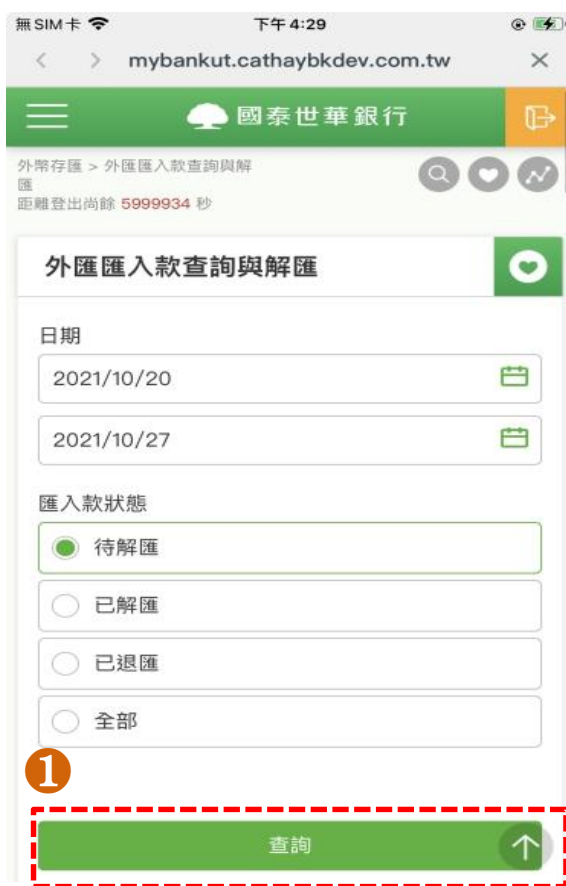 無SIM卡 下午4:29
mybankut.cathaybkdev.com.tw
國泰世華銀行
外幣存匯 > 外匯匯入款查詢與解
匯
距離登出尚餘 5999934 秒
外匯匯入款查詢與解匯
日期
2021/10/20
2021/10/27
匯入款狀態
待解匯
已解匯
已退匯
全部
1
查詢